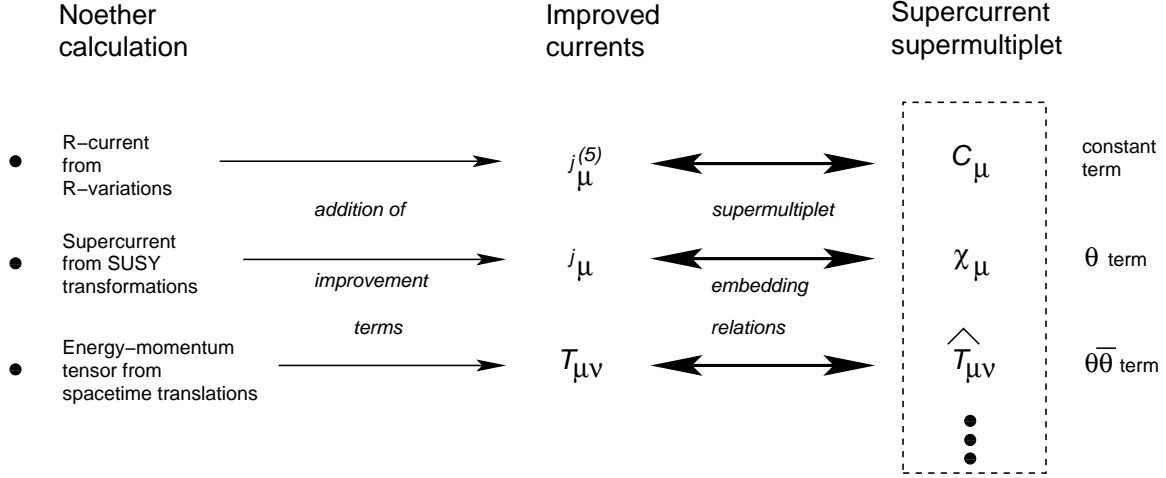 Noether
calculation
Improved
currents
Supercurrent
supermultiplet
R−current
from
R−variations
j(5)μ
Cμ
constant
term
addition of
supermultiplet
Supercurrent
from SUSY
transformations
jμ
χμ
θ term
improvement
embedding
terms
relations
Energy−momentum
tensor from
spacetime translations
Tμν
T̂μν
θθ̅ term